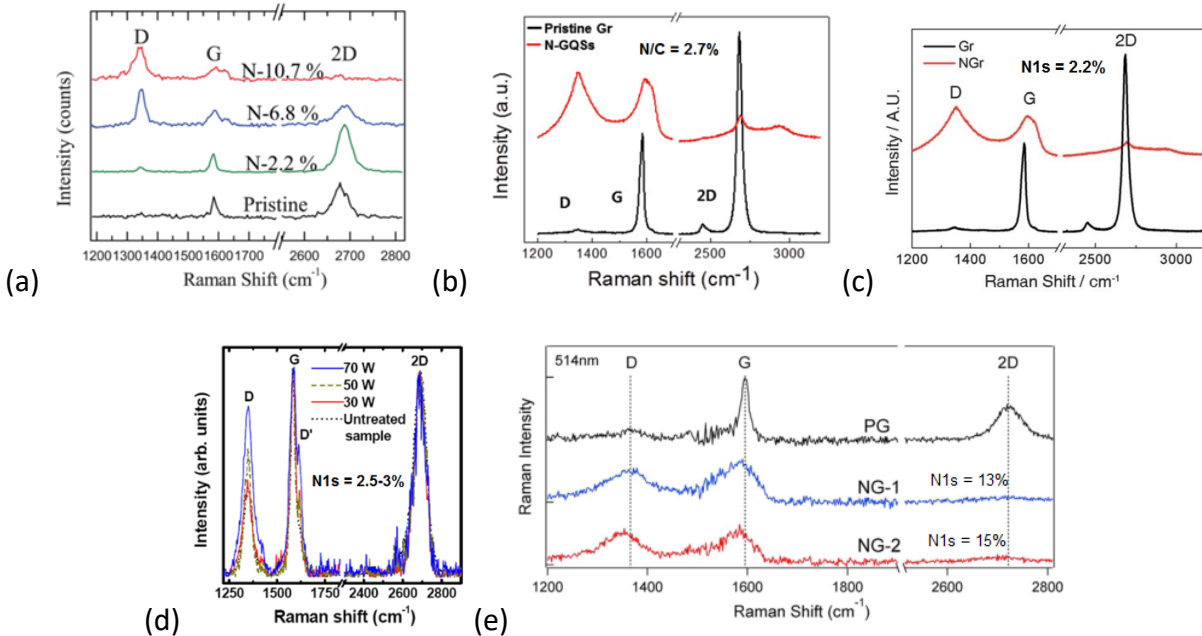 D
G
2D
N-10.7 %
N-6.8 %
N-2.2 %
Pristine
Intensity (counts)
1200 1300 1400 1500 1600 1700 2600 2700 2800
Raman Shift (cm-1)
(a)
Pristine Gr
N-GQSs
N/C = 2.7%
D
G
2D
Intensity (a.u.)
1200 1600 2500 3000
Raman shift (cm-1)
(b)
Gr
NGr
N1s = 2.2%
2D
D
G
Intensity / A.U.
1200 1600 2500 3000
Raman Shift / cm-1
(c)
G
2D
D
D'
70 W
50 W
30 W
Untreated
sample
N1s = 2.5-3%
Intensity (arb. units)
1250 1500 1750 2400 2600 2800
Raman shift (cm-1)
(d)
514nm
D
G
2D
PG
NG-1
N1s = 13%
NG-2
N1s = 15%
Raman Intensity
1200 1400 1600 1800 2600 2800
Raman Shift (cm-1)
(e)